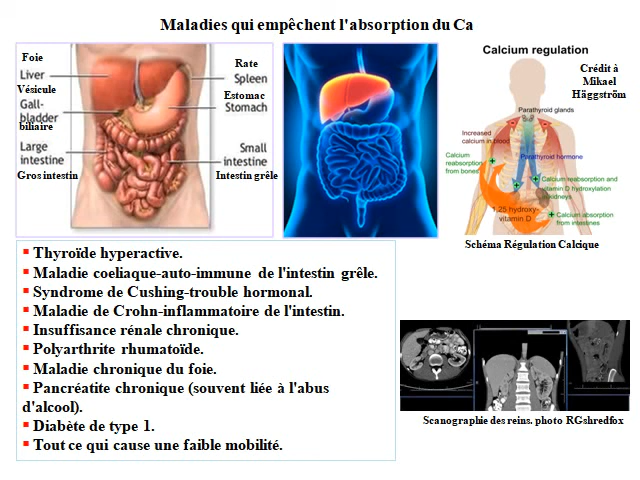 Maladies qui empêchent l'absorption du Ca
Foie
Liver
Vésicule
Gall-
bladder
biliaire
Large
intestine
Gros intestin
Rate
Spleen
Estomac
Stomach
Small
intestine
Intestin grêle
Calcium regulation
Crédit à
Mikael
Häggström
Parathyroid glands
Increased
calcium in blood
Parathyroid hormone
Calcium
reabsorption
from bones
Calcium reabsorption and
vitamin D hydroxylation
kidneys
1,25 hydroxy-
vitamin D
Calcium absorption
from intestines
Schéma Régulation Calcique
Thyroïde hyperactive.
Maladie coeliaque-auto-immune de l'intestin grêle.
Syndrome de Cushing-trouble hormonal.
Maladie de Crohn-inflammatoire de l'intestin.
Insuffisance rénale chronique.
Polyarthrite rhumatoïde.
Maladie chronique du foie.
Pancréatite chronique (souvent liée à l'abus
d'alcool).
Diabète de type 1.
Tout ce qui cause une faible mobilité.
Scanographie des reins. photo RGshredfox